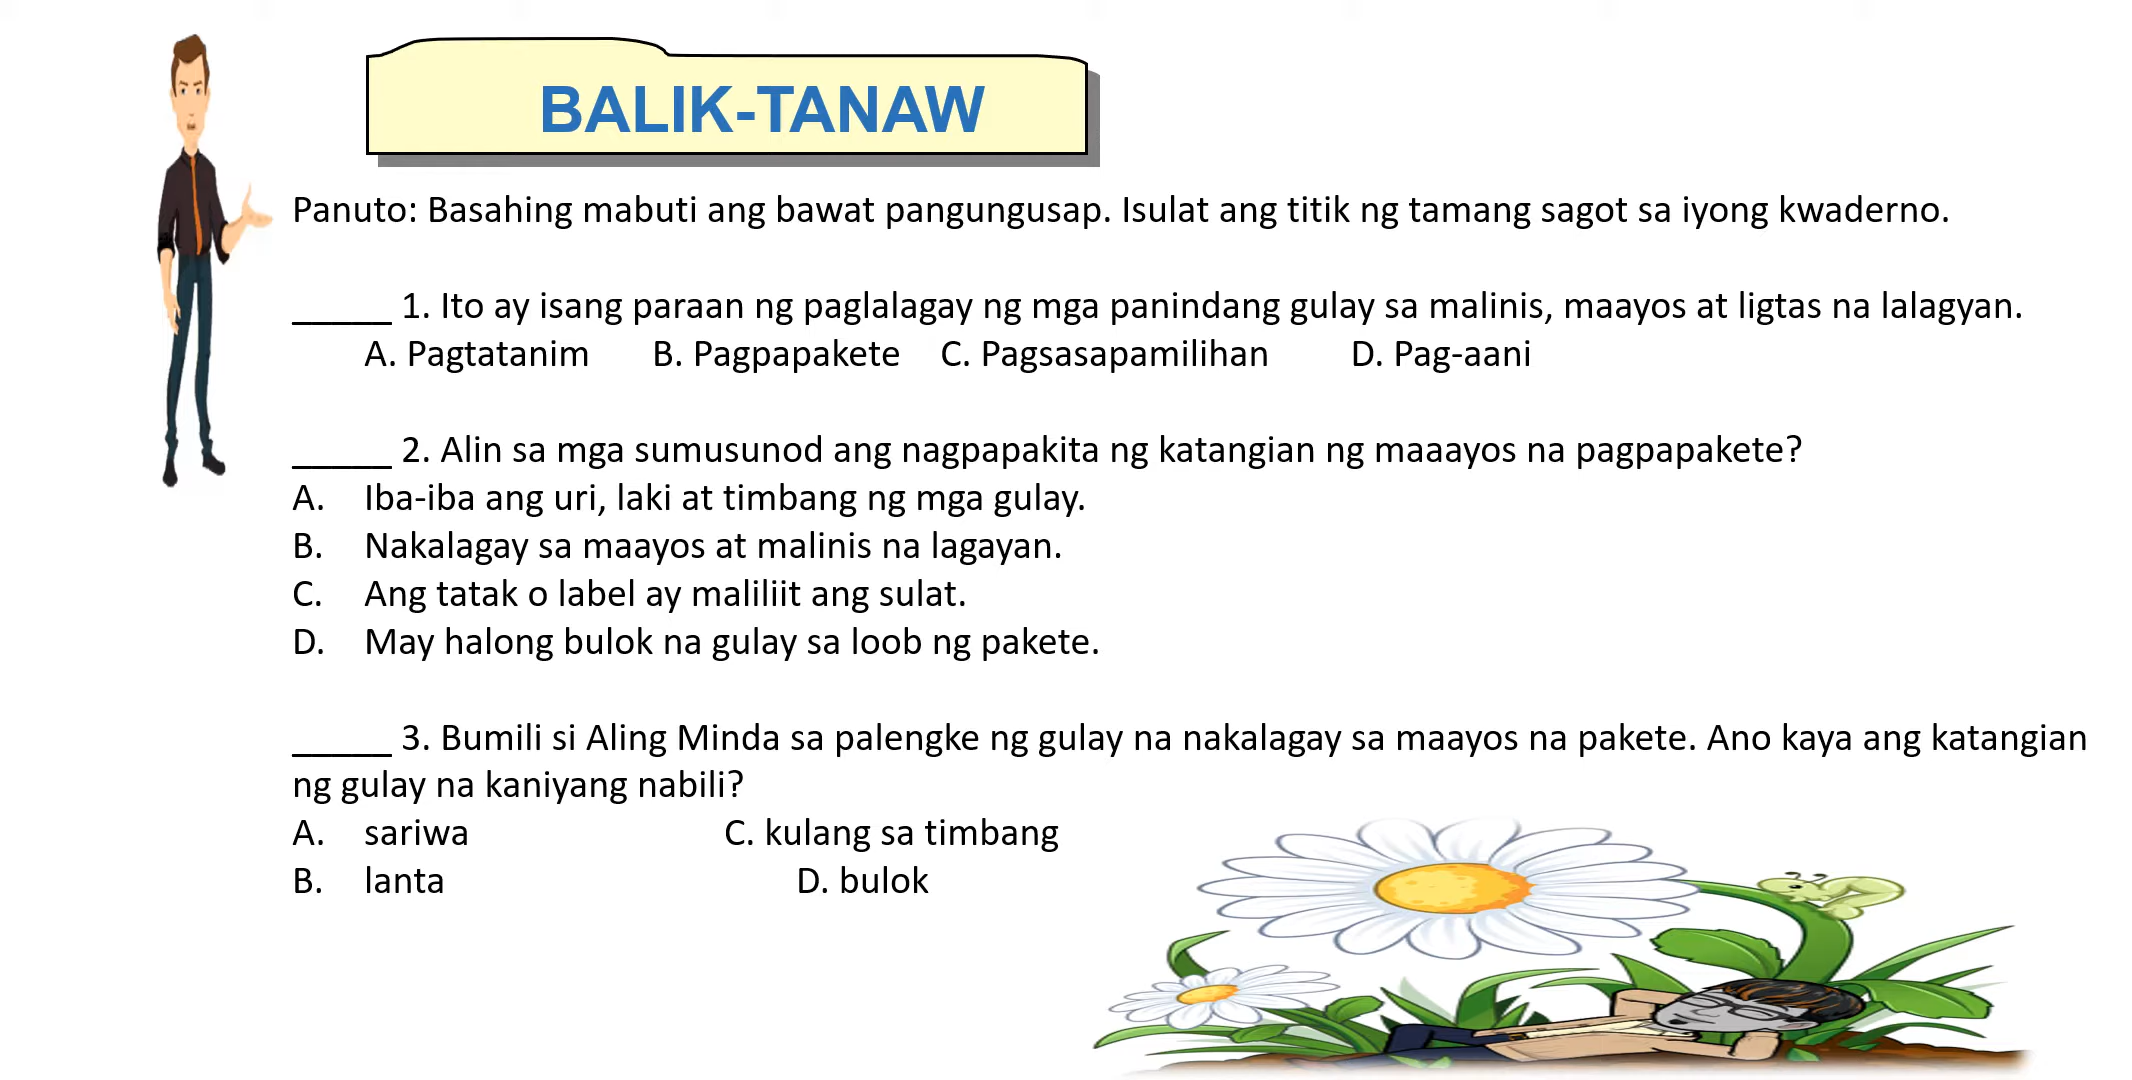 BALIK-TANAW
Panuto: Basahing mabuti ang bawat pangungusap. Isulat ang titik ng tamang sagot sa iyong kwaderno.
_____ 1. Ito ay isang paraan ng paglalagay ng mga panindang gulay sa malinis, maayos at ligtas na lalagyan.
A. Pagtatanim B. Pagpapakete C. Pagsasapamilihan D. Pag-aani
_____ 2. Alin sa mga sumusunod ang nagpapakita ng katangian ng maaayos na pagpapakete?
A. Iba-iba ang uri, laki at timbang ng mga gulay.
B. Nakalagay sa maayos at malinis na lagayan.
C. Ang tatak o label ay maliliit ang sulat.
D. May halong bulok na gulay sa loob ng pakete.
_____ 3. Bumili si Aling Minda sa palengke ng gulay na nakalagay sa maayos na pakete. Ano kaya ang katangian
ng gulay na kaniyang nabili?
A. sariwa C. kulang sa timbang
B. lanta D. bulok